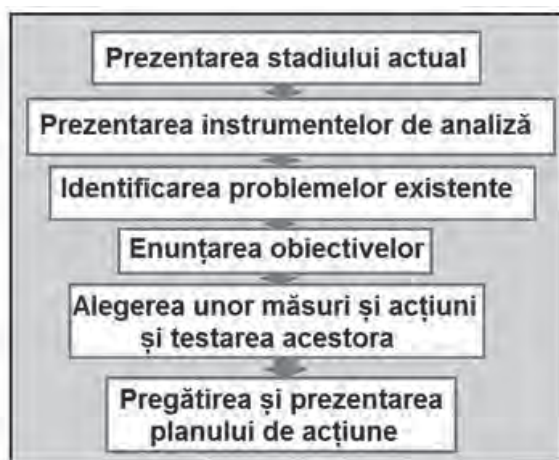 Prezentarea stadiului actual
Prezentarea instrumentelor de analiză
Identificarea problemelor existente
Enunțarea obiectivelor
Alegerea unor măsuri și acțiuni
și testarea acestora
Pregătirea și prezentarea
planului de acțiune